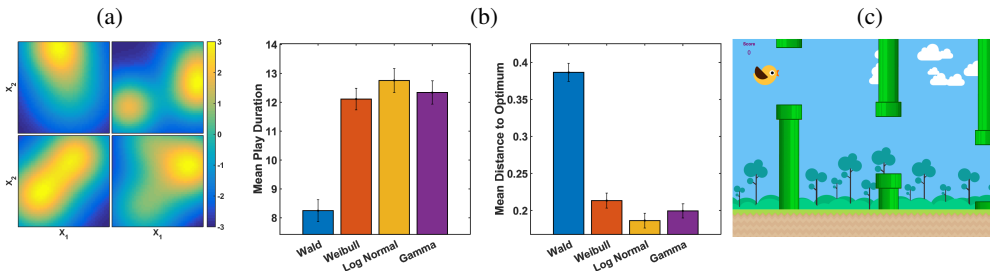 (a)
(b)
(c)
X₂
X₂
X₁
X₁
3
2
1
0
-1
-2
-3
Mean Play Duration
14
13
12
11
10
9
8
Wald
Weibull
Log Normal
Gamma
Mean Distance to Optimum
0.4
0.35
0.3
0.25
0.2
Wald
Weibull
Log Normal
Gamma
Score
0